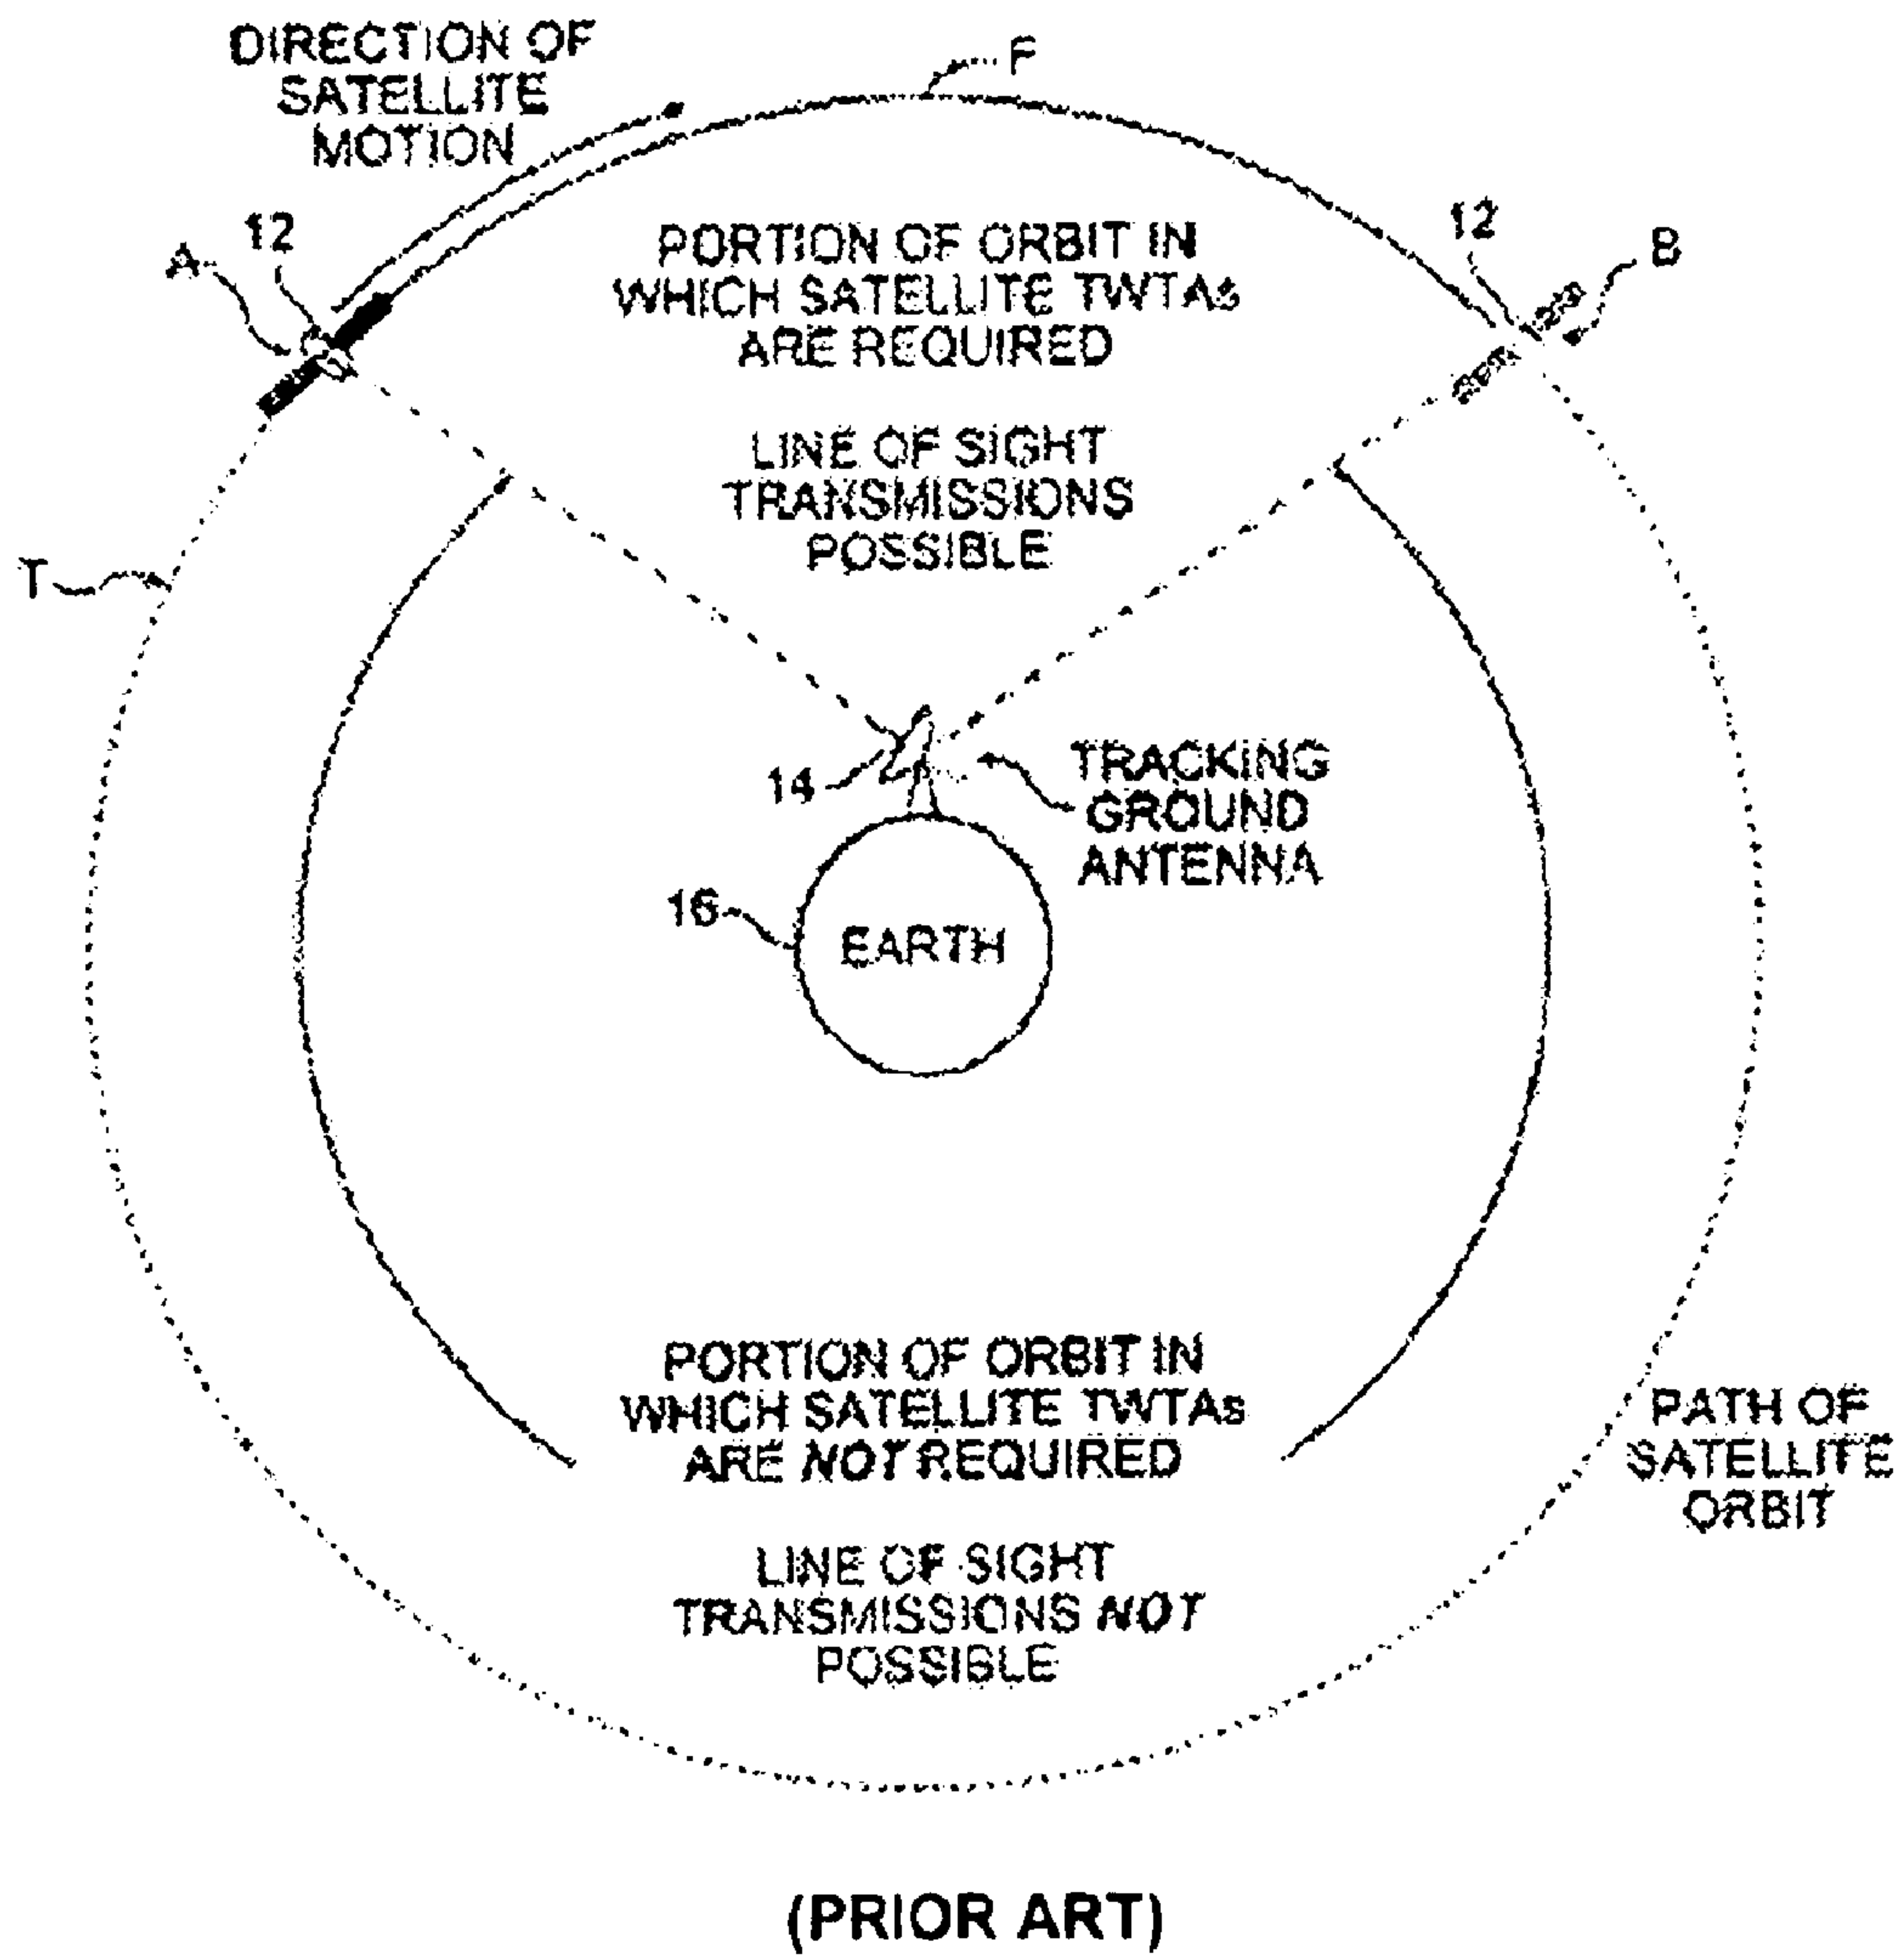 DIRECTION OF
SATELLITE
MOTION
F
12
A
PORTION OF ORBIT IN
WHICH SATELLITE TWTAs
ARE REQUIRED
12
B
LINE OF SIGHT
TRANSMISSIONS
POSSIBLE
T
14
TRACKING
GROUND
ANTENNA
16
EARTH
PORTION OF ORBIT IN
WHICH SATELLITE TWTAs
ARE NOT REQUIRED
PATH OF
SATELLITE
ORBIT
LINE OF SIGHT
TRANSMISSIONS NOT
POSSIBLE
(PRIOR ART)